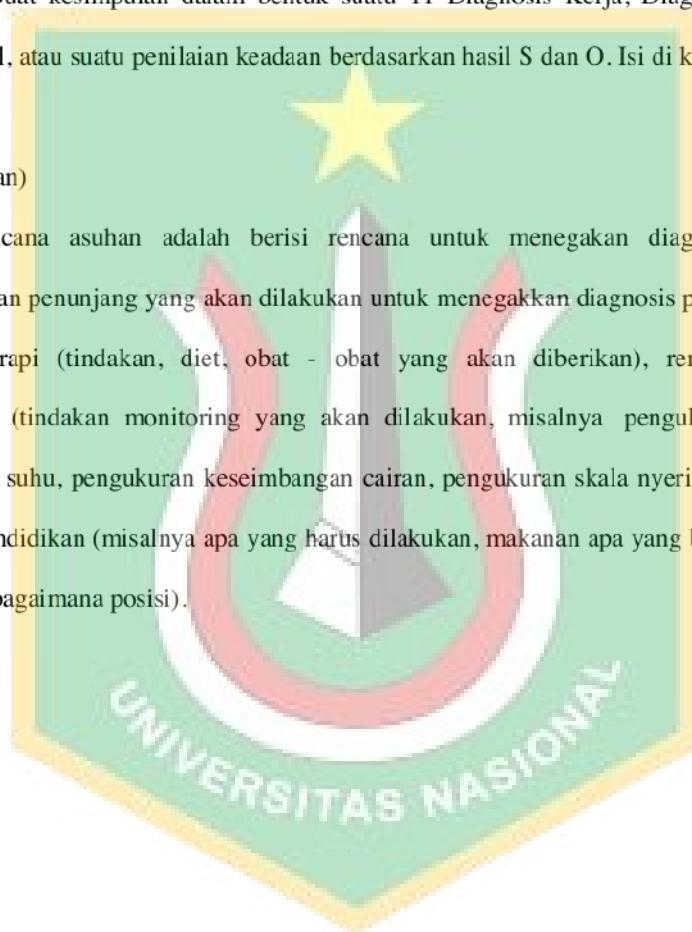 kesimpulan dalam bentuk suatu 11 Diagnosis Kerja, Diag
, atau suatu penilaian keadaan berdasarkan hasil S dan O. Isi di k
an)
cana asuhan adalah berisi rencana untuk menegakan diag
an penunjang yang akan dilakukan untuk menegakkan diagnosis p
rapi (tindakan, diet, obat - obat yang akan diberikan), ren
(tindakan monitoring yang akan dilakukan, misalnya penguk
suhu, pengukuran keseimbangan cairan, pengukuran skala nyeri
ndidikan (misalnya apa yang harus dilakukan, makanan apa yang b
bagaimana posisi).
UNIVERSITAS NASIONAL